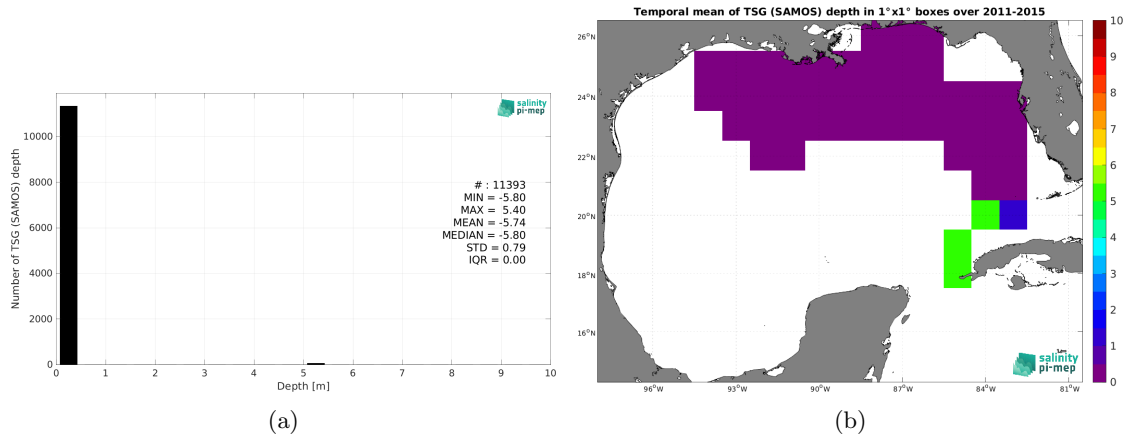 12000
10000
8000
6000
4000
2000
0
Number of TSG (SAMOS) depth
salinity
pi-mep
# : 11393
MIN = -5.80
MAX = 5.40
MEAN = -5.74
MEDIAN = -5.80
STD = 0.79
IQR = 0.00
0 1 2 3 4 5 6 7 8 9 10
Depth [m]
(a)
Temporal mean of TSG (SAMOS) depth in 1°x1° boxes over 2011-2015
26°N
24°N
22°N
20°N
18°N
16°N
96°W 93°W 90°W 87°W 84°W 81°W
salinity
pi-mep
10
9
8
7
6
5
4
3
2
1
0
(b)